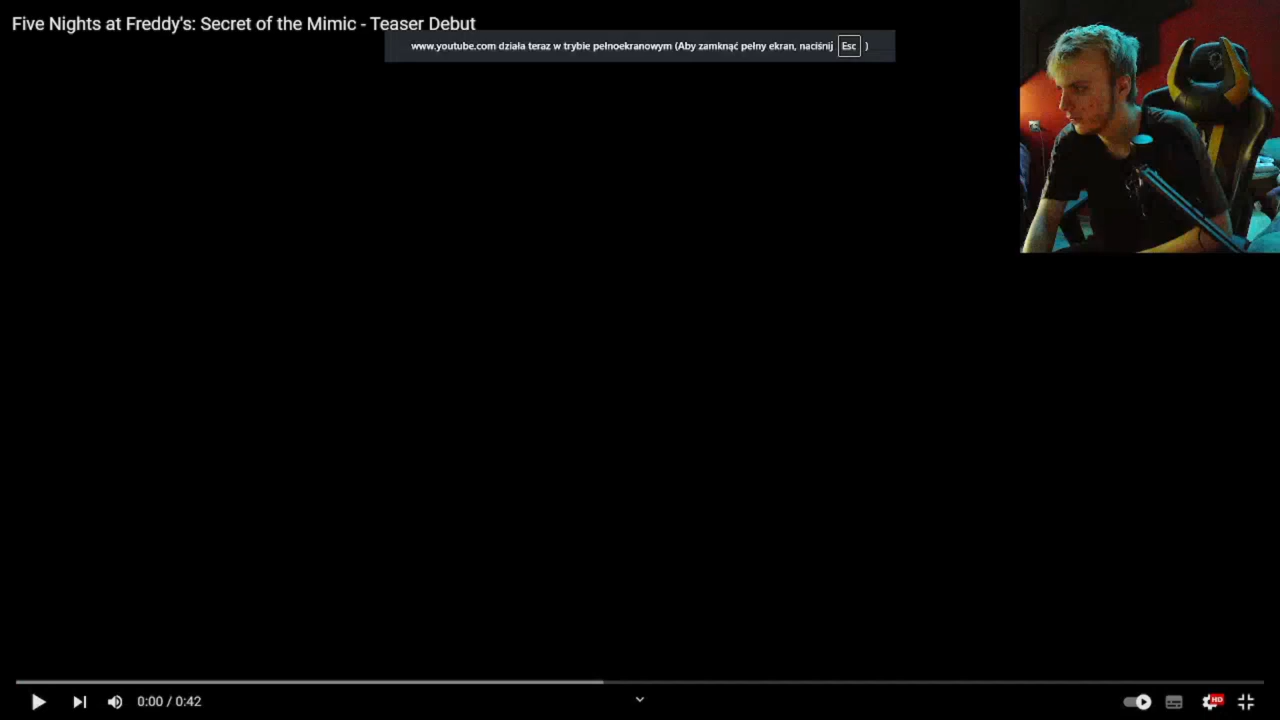 Five Nights at Freddy's: Secret of the Mimic - Teaser Debut
www.youtube.com działa teraz w trybie pełnoekranowym (Aby zamknąć pełny ekran, naciśnij Esc )
0:00 / 0:42
HD